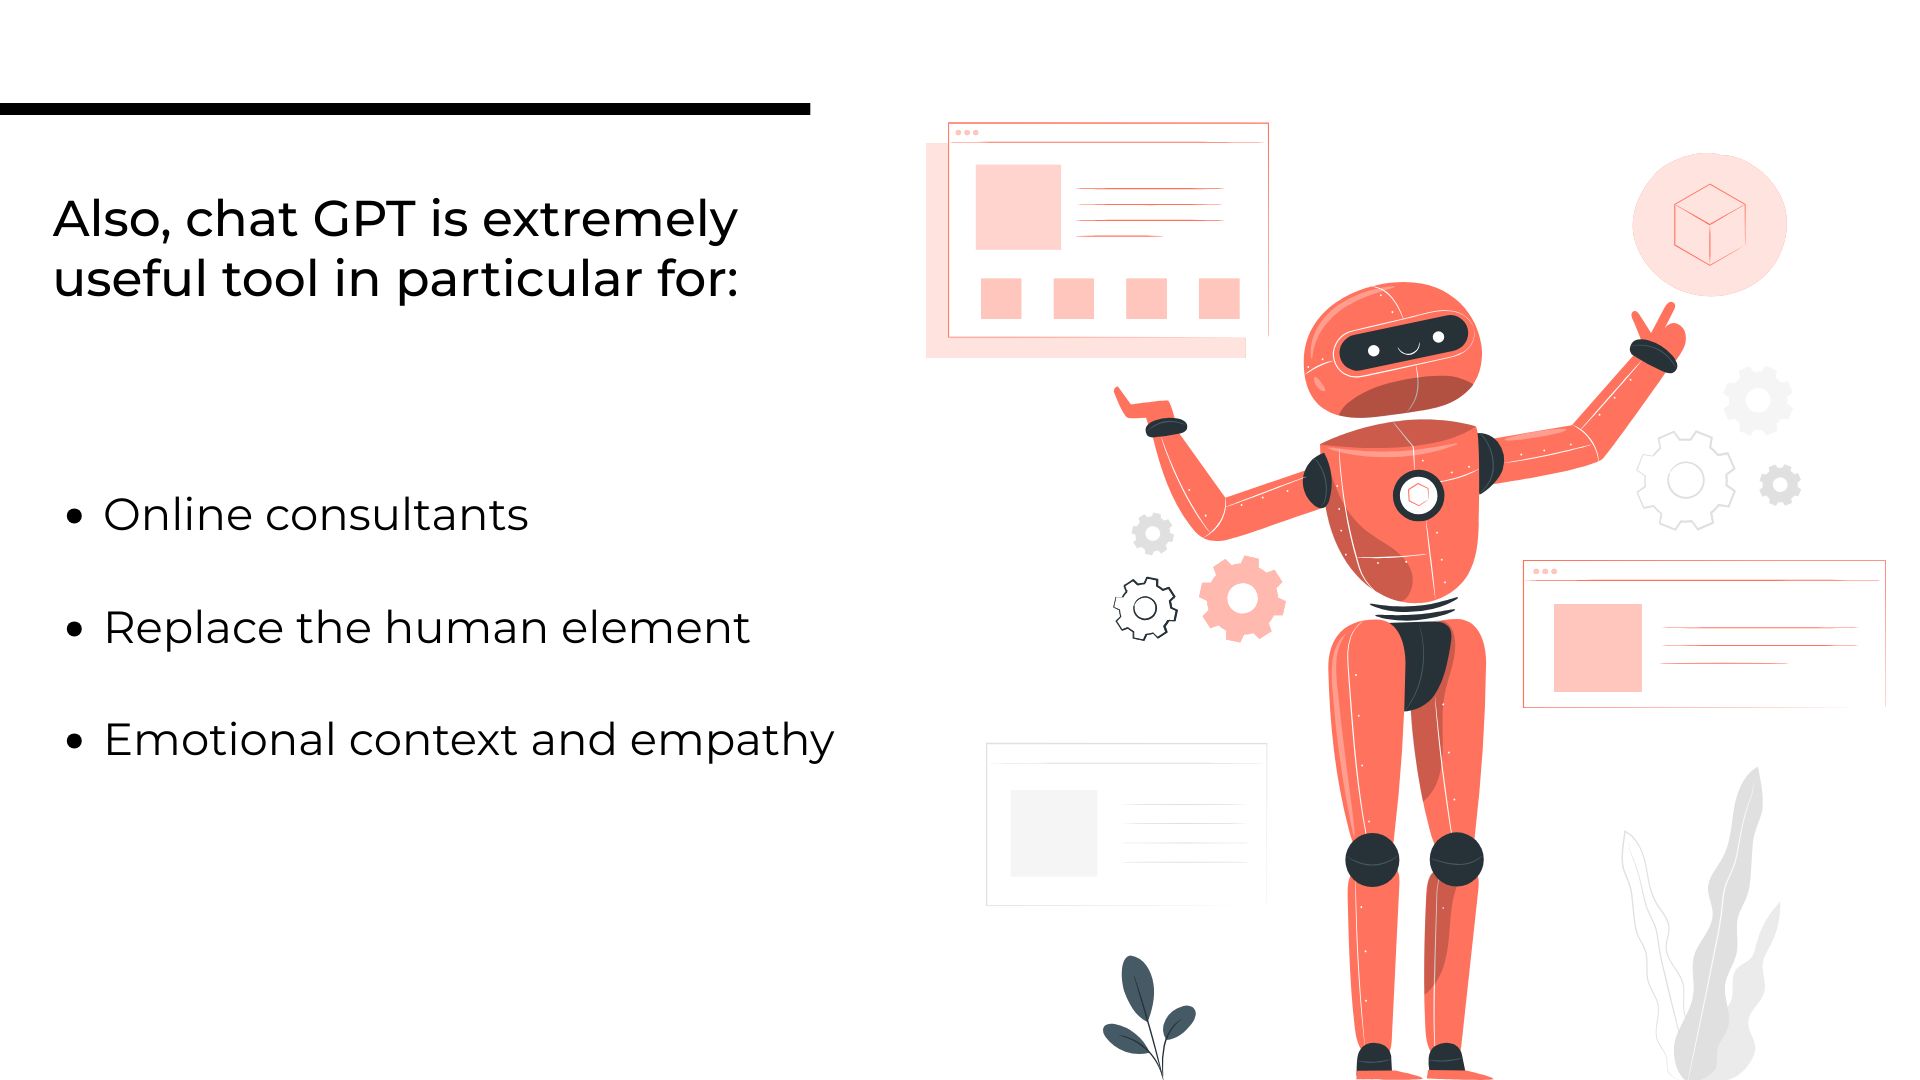 Also, chat GPT is extremely
useful tool in particular for:
• Online consultants
• Replace the human element
• Emotional context and empathy